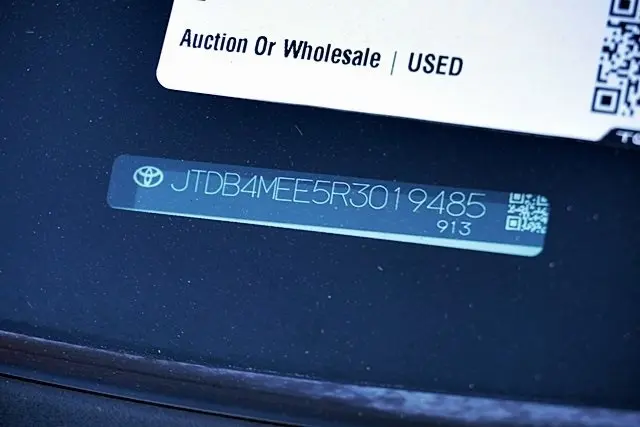 Auction Or Wholesale | USED
JTDB4MEE5R3019485
913